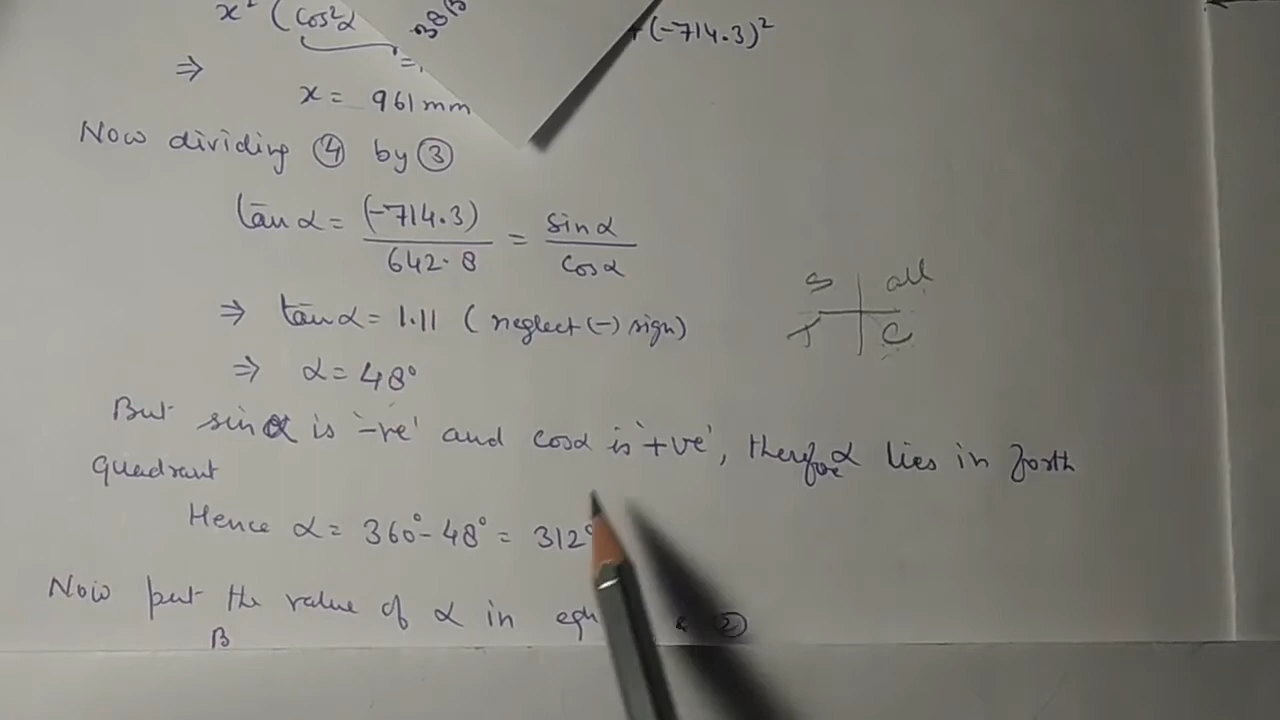 x² (cos²α 38 +(-714.3)²
⇒ =
x = 961 mm
Now dividing ④ by ③
tan α = (-714.3) / 642.8 = sin α / cos α
S all
T C
⇒ tan α = 1.11 ( neglect (-) sign)
⇒ α = 48°
But sin α is '-ve' and cos α is '+ve', therefore α lies in forth
quadrant
Hence α = 360° - 48° = 312°
Now put the value of α in eqn & ②
B